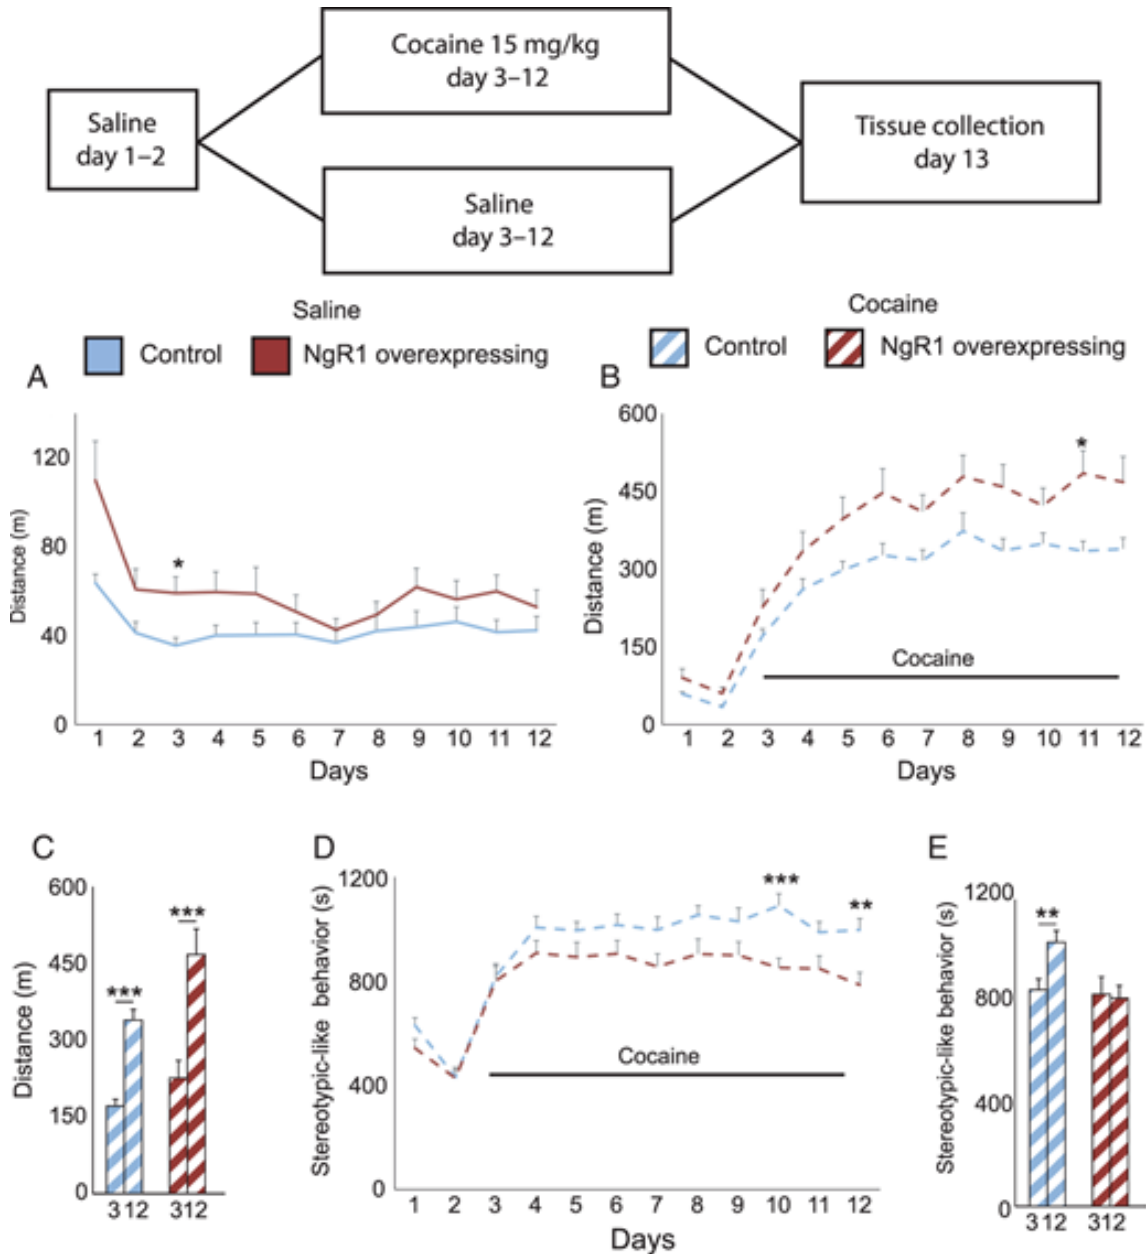 Cocaine 15 mg/kg
day 3–12
Saline
day 1–2
Tissue collection
day 13
Saline
day 3–12
Saline
Control
NgR1 overexpressing
Cocaine
Control
NgR1 overexpressing
A
Distance (m)
120
80
40
0
*
1 2 3 4 5 6 7 8 9 10 11 12
Days
B
Distance (m)
600
450
300
150
0
*
Cocaine
1 2 3 4 5 6 7 8 9 10 11 12
Days
C
Distance (m)
600
450
300
150
0
***
***
3 12
3 12
D
Stereotypic-like behavior (s)
1200
800
400
0
***
**
Cocaine
1 2 3 4 5 6 7 8 9 10 11 12
Days
E
Stereotypic-like behavior (s)
1200
800
400
0
**
3 12
3 12